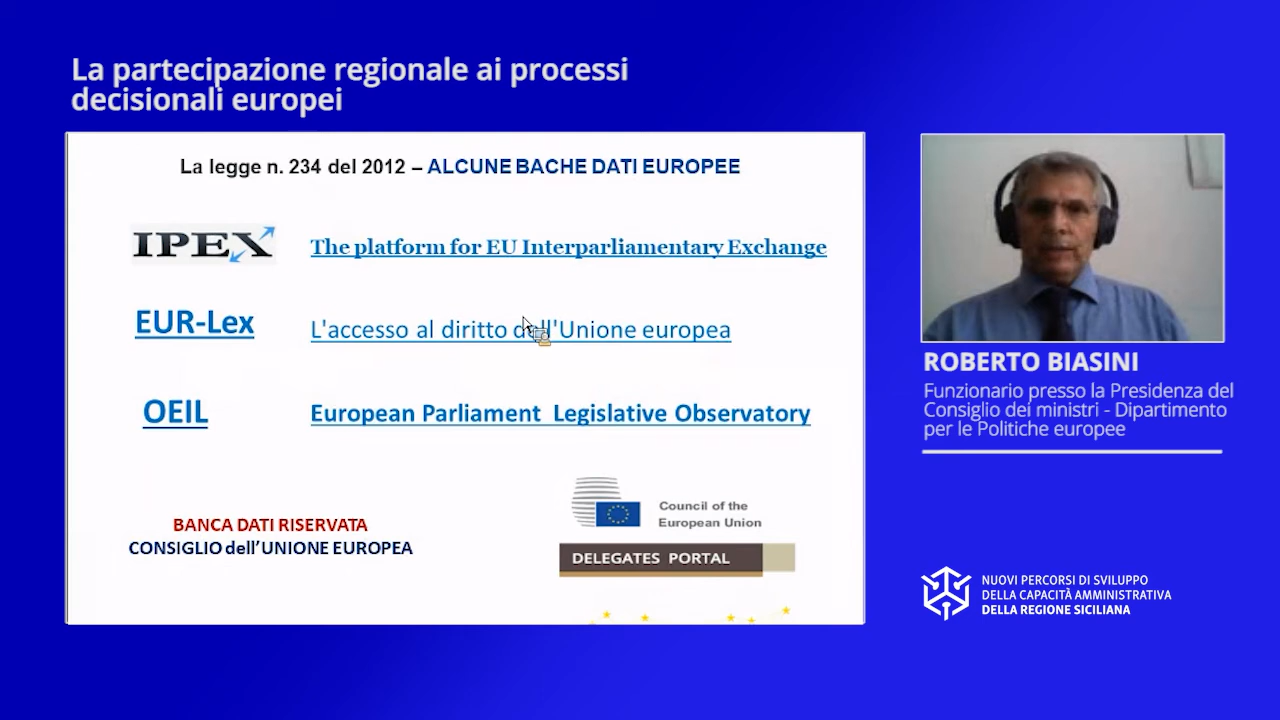 La partecipazione regionale ai processi
decisionali europei
La legge n. 234 del 2012 – ALCUNE BACHE DATI EUROPEE
IPEX The platform for EU Interparliamentary Exchange
EUR-Lex L'accesso al diritto dell'Unione europea
OEIL European Parliament Legislative Observatory
BANCA DATI RISERVATA
CONSIGLIO dell'UNIONE EUROPEA
Council of the
European Union
DELEGATES PORTAL
ROBERTO BIASINI
Funzionario presso la Presidenza del
Consiglio dei ministri - Dipartimento
per le Politiche europee
NUOVI PERCORSI DI SVILUPPO
DELLA CAPACITÀ AMMINISTRATIVA
DELLA REGIONE SICILIANA